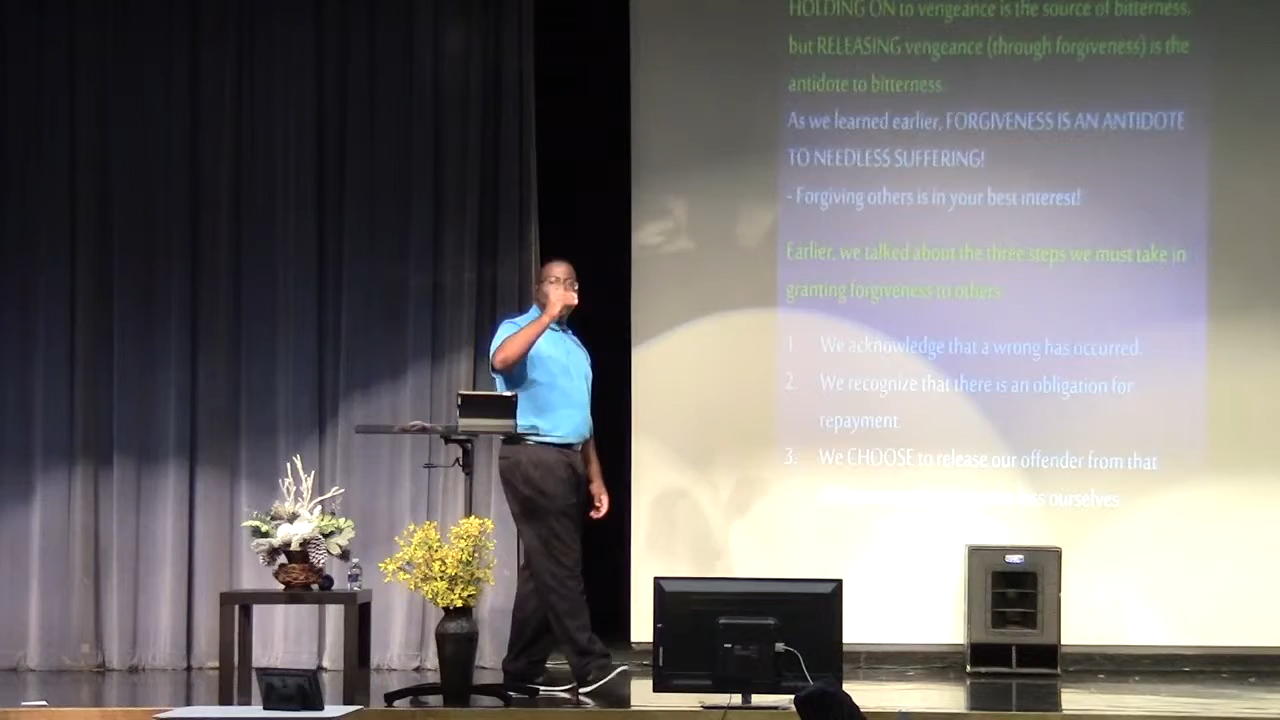 HOLDING ON to vengeance is the source of bitterness,
but RELEASING vengeance (through forgiveness) is the
antidote to bitterness.
As we learned earlier, FORGIVENESS IS AN ANTIDOTE
TO NEEDLESS SUFFERING!
- Forgiving others is in your best interest!
Earlier, we talked about the three steps we must take in
granting forgiveness to others.
1. We acknowledge that a wrong has occurred.
2. We recognize that there is an obligation for
repayment.
3. We CHOOSE to release our offender from that
ourselves